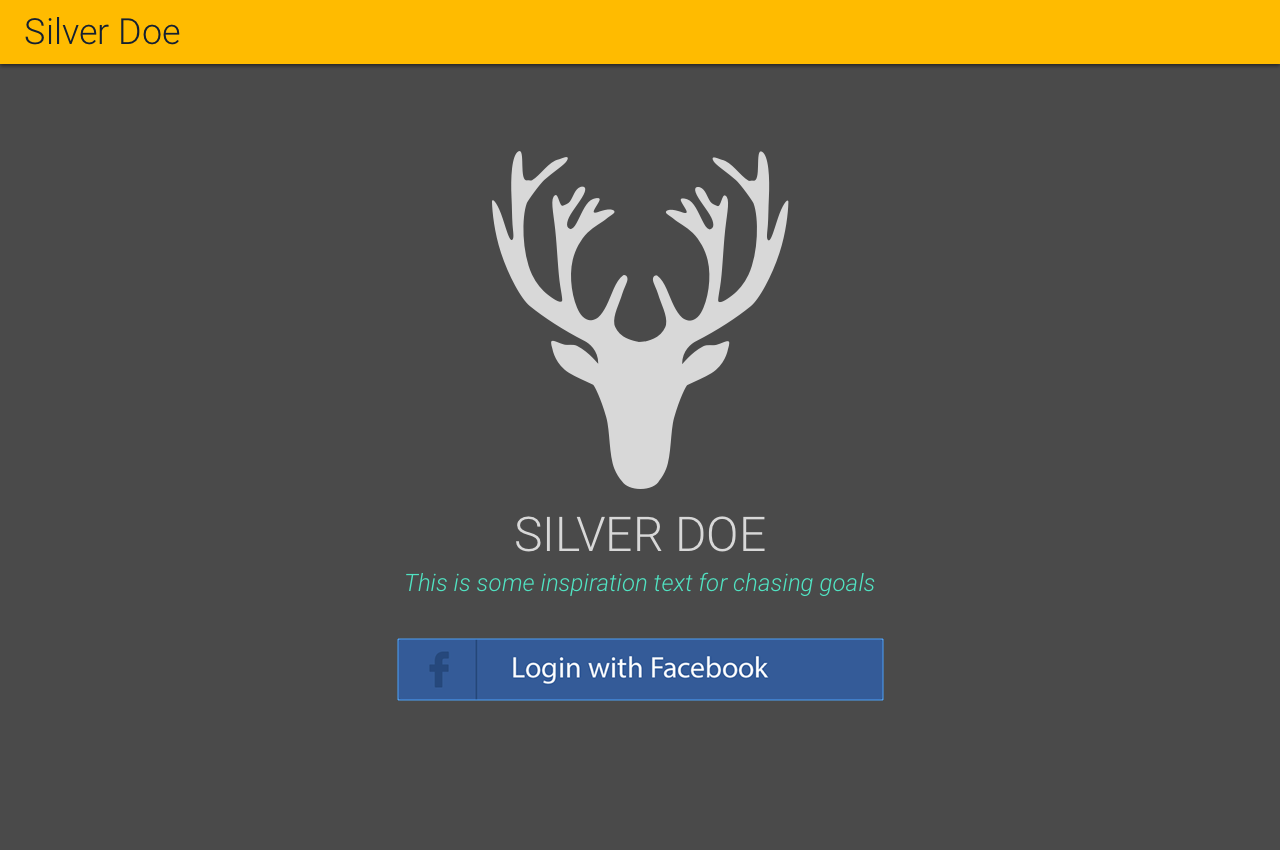 Silver Doe
SILVER DOE
This is some inspiration text for chasing goals
f
Login with Facebook